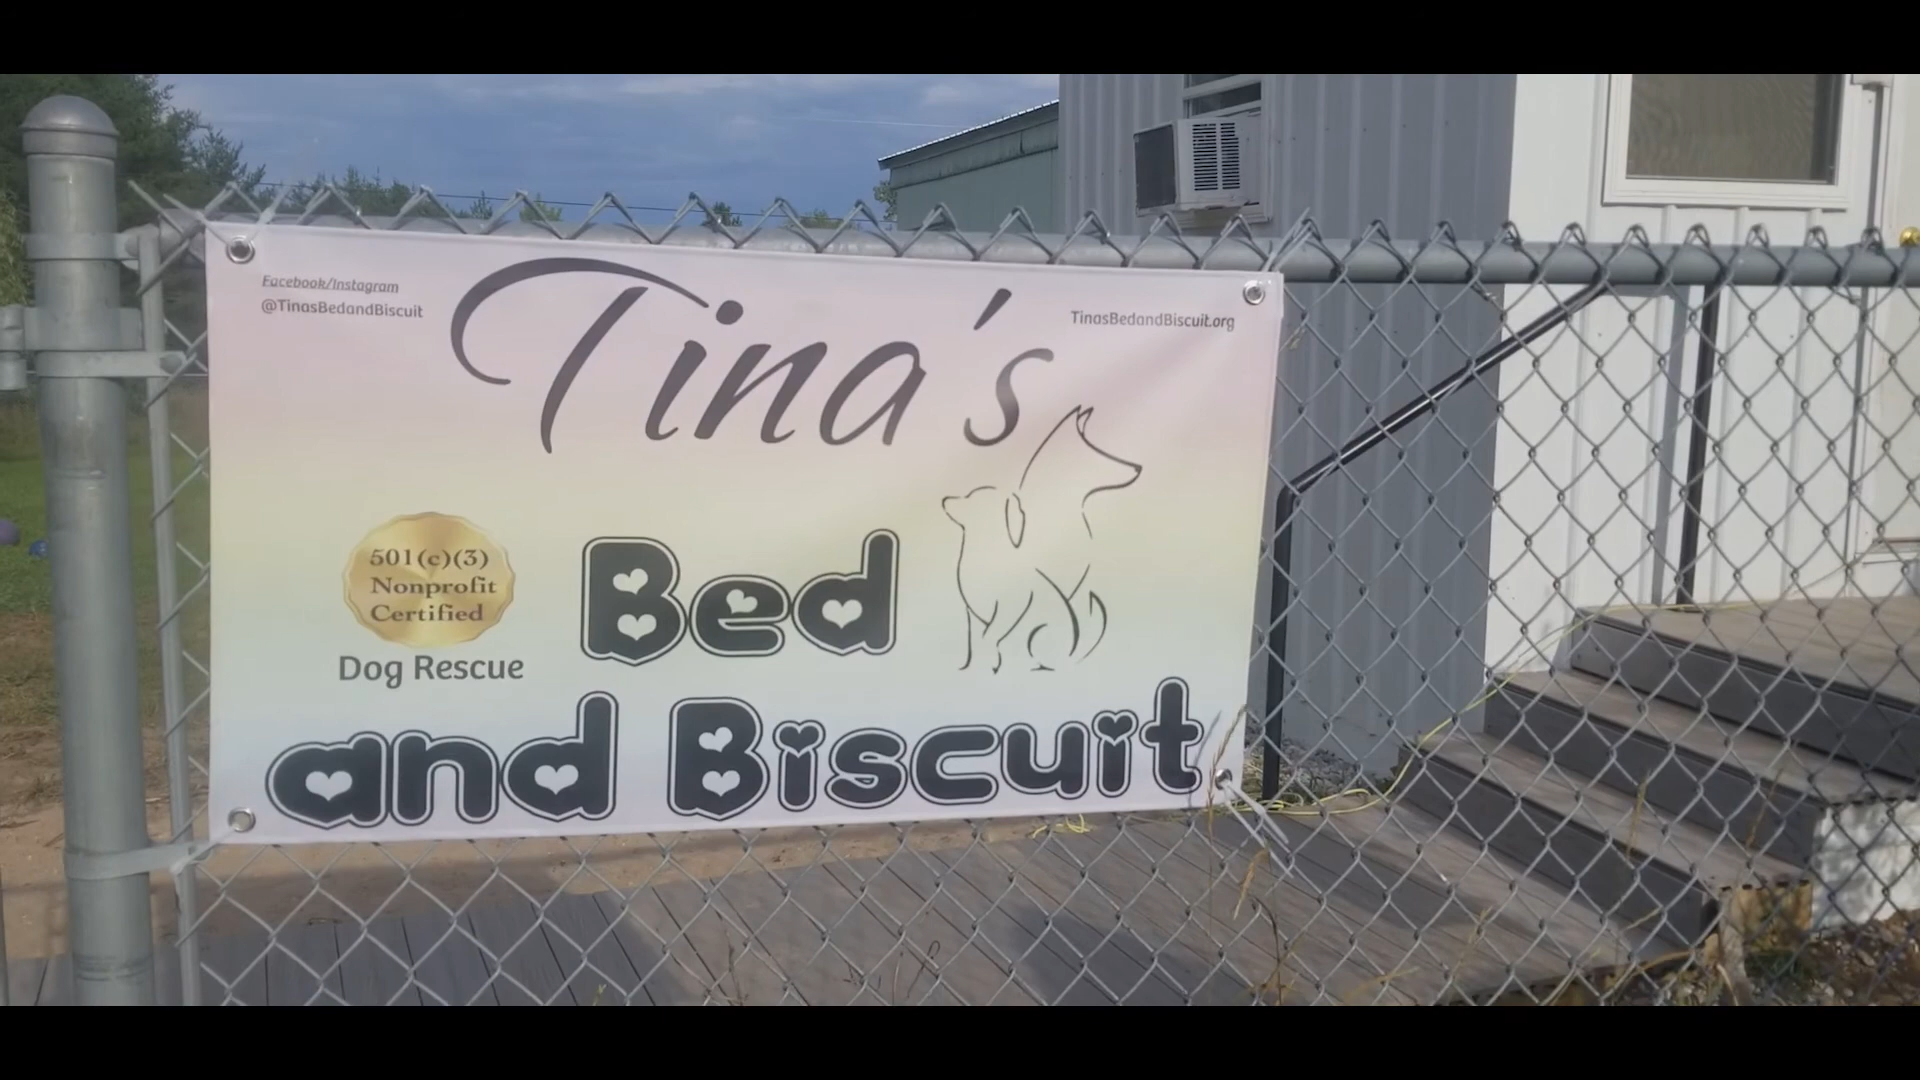 Facebook/Instagram
@TinasBedandBiscuit
TinasBedandBiscuit.org
Tina's
Bed
501(c)(3)
Nonprofit
Certified
Dog Rescue
and Biscuit